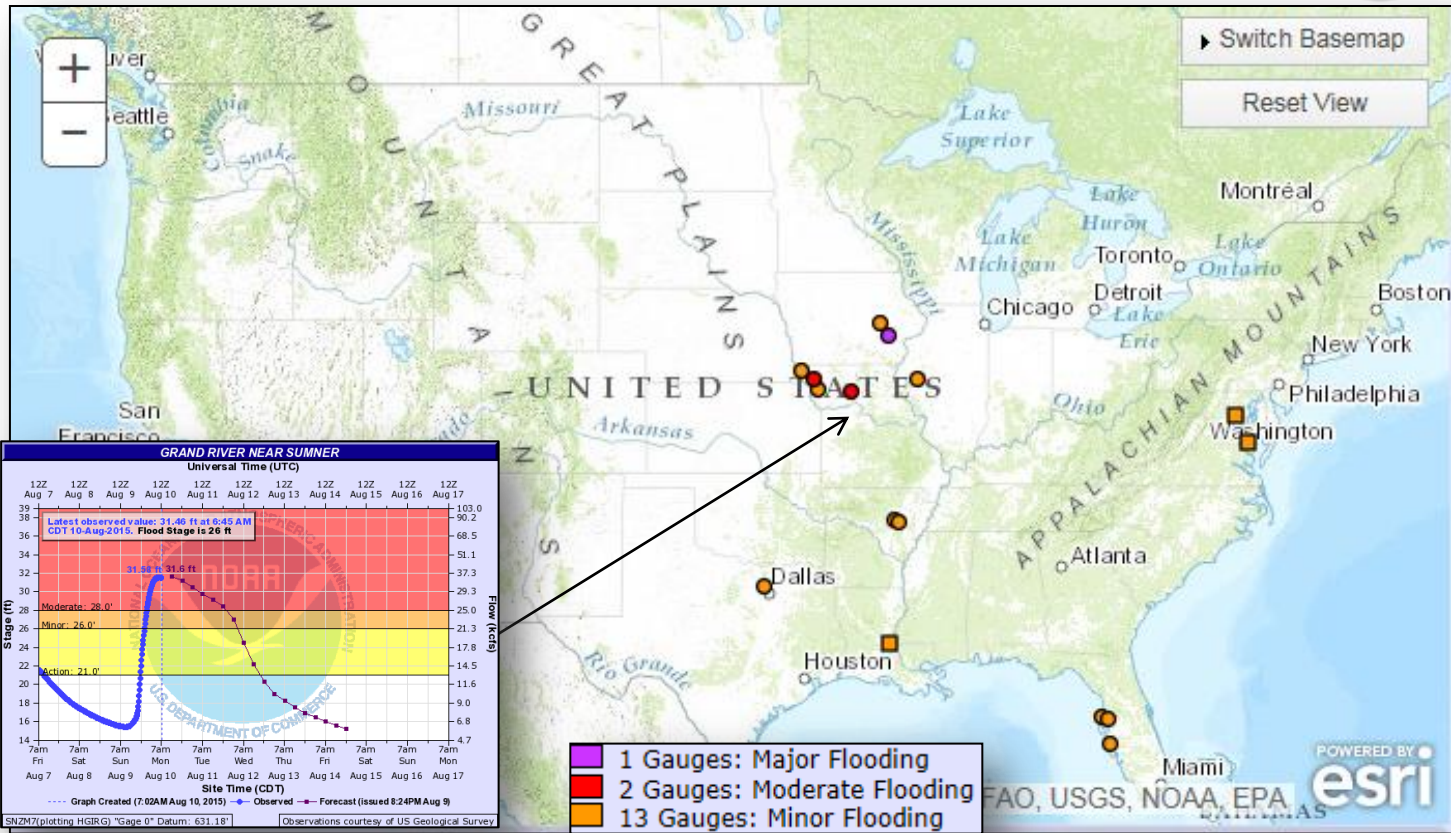 Switch Basemap
Reset View
+
−
uver
eattle
Columbia
Snake
Missouri
M O U N T A I N S
GREAT PLAINS
Lake
Superior
Mississippi
Lake
Michigan
Lake
Huron
Montréal
Toronto
Lake
Ontario
Chicago
Detroit
Lake
Erie
Boston
New York
Philadelphia
Washington
UNITED STATES
Ohio
APPALACHIAN MOUNTAINS
San
Francisco
Arkansas
Atlanta
Dallas
Rio Grande
Houston
Miami
BAHAMAS
GRAND RIVER NEAR SUMNER
Universal Time (UTC)
12Z 12Z 12Z 12Z 12Z 12Z 12Z 12Z 12Z 12Z 12Z
Aug 7 Aug 8 Aug 9 Aug 10 Aug 11 Aug 12 Aug 13 Aug 14 Aug 15 Aug 16 Aug 17
Latest observed value: 31.46 ft at 6:45 AM
CDT 10-Aug-2015. Flood Stage is 26 ft
39 103.0
38 90.2
36 68.5
34 51.1
32 37.3
30 29.3
28 25.0
26 21.3
24 17.8
22 14.5
20 11.6
18 9.0
16 6.8
14 4.7
Stage (ft)
Flow (kcfs)
31.6 ft
Moderate: 28.0'
Minor: 26.0'
Action: 21.0'
NOAA
U.S. DEPARTMENT OF COMMERCE
7am 7am 7am 7am 7am 7am 7am 7am 7am 7am 7am
Fri Sat Sun Mon Tue Wed Thu Fri Sat Sun Mon
Aug 7 Aug 8 Aug 9 Aug 10 Aug 11 Aug 12 Aug 13 Aug 14 Aug 15 Aug 16 Aug 17
Site Time (CDT)
Graph Created (7:02AM Aug 10, 2015) Observed Forecast (issued 8:24PM Aug 9)
SNZM7(plotting HGIRG) "Gage 0" Datum: 631.18'
Observations courtesy of US Geological Survey
1 Gauges: Major Flooding
2 Gauges: Moderate Flooding
13 Gauges: Minor Flooding
FAO, USGS, NOAA, EPA
POWERED BY
esri